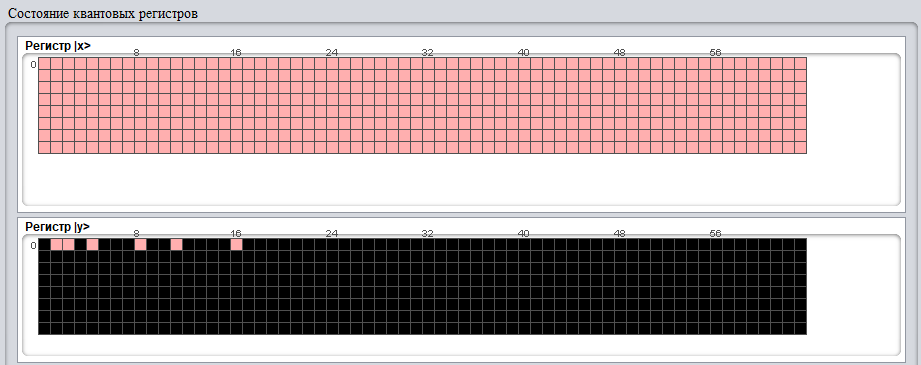 Состояние квантовых регистров
Регистр |x>
8 16 24 32 40 48 56
0
Регистр |y>
8 16 24 32 40 48 56
0